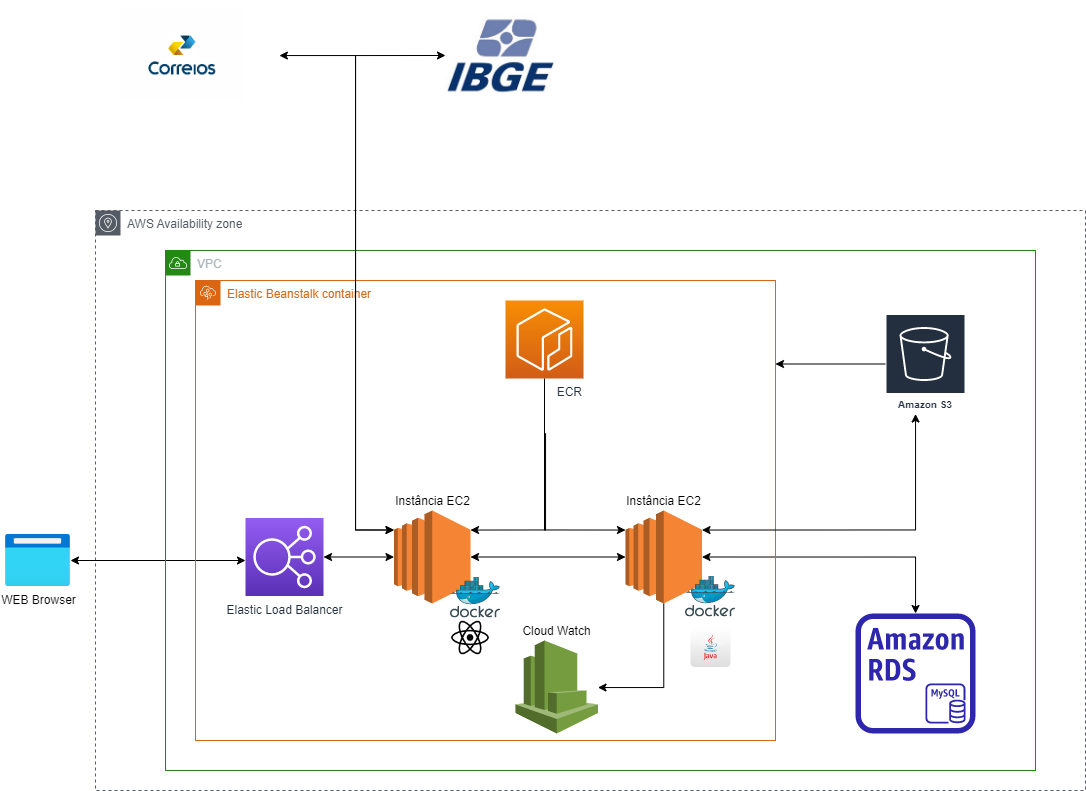 Correios
IBGE
AWS Availability zone
VPC
Elastic Beanstalk container
ECR
Amazon S3
Instância EC2
Instância EC2
WEB Browser
Elastic Load Balancer
docker
docker
Cloud Watch
Java
Amazon
RDS
MySQL